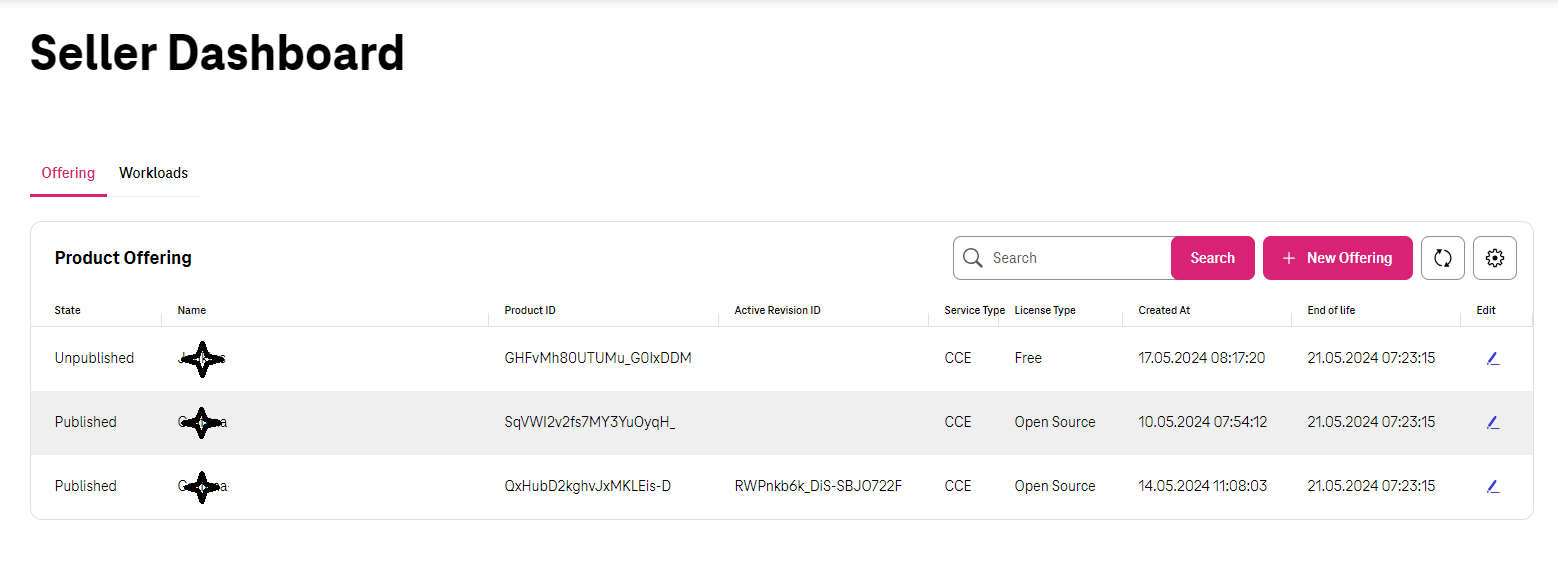 Seller Dashboard
Offering Workloads
Product Offering Search Search + New Offering
State Name Product ID Active Revision ID Service Type License Type Created At End of life Edit
Unpublished GHFvMh80UTUMu_G0IxDDM CCE Free 17.05.2024 08:17:20 21.05.2024 07:23:15
Published SqVWI2v2fs7MY3YuOyqH_ CCE Open Source 10.05.2024 07:54:12 21.05.2024 07:23:15
Published QxHubD2kghvJxMKLEis-D RWPnkb6k_DiS-SBJO722F CCE Open Source 14.05.2024 11:08:03 21.05.2024 07:23:15